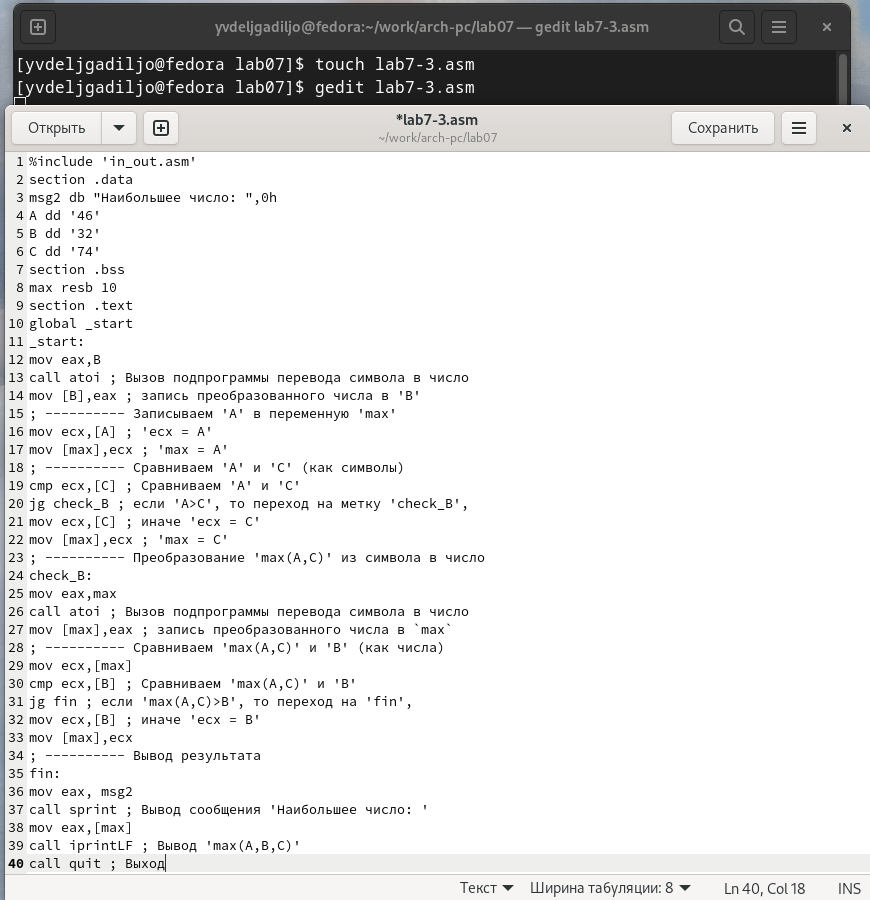 yvdeljgadiljo@fedora:~/work/arch-pc/lab07 — gedit lab7-3.asm
[yvdeljgadiljo@fedora lab07]$ touch lab7-3.asm
[yvdeljgadiljo@fedora lab07]$ gedit lab7-3.asm
Открыть
*lab7-3.asm
~/work/arch-pc/lab07
Сохранить
1 %include 'in_out.asm'
2 section .data
3 msg2 db "Наибольшее число: ",0h
4 A dd '46'
5 B dd '32'
6 C dd '74'
7 section .bss
8 max resb 10
9 section .text
10 global _start
11 _start:
12 mov eax,B
13 call atoi ; Вызов подпрограммы перевода символа в число
14 mov [B],eax ; запись преобразованного числа в 'B'
15 ; ---------- Записываем 'A' в переменную 'max'
16 mov ecx,[A] ; 'ecx = A'
17 mov [max],ecx ; 'max = A'
18 ; ---------- Сравниваем 'A' и 'С' (как символы)
19 cmp ecx,[C] ; Сравниваем 'A' и 'С'
20 jg check_B ; если 'A>C', то переход на метку 'check_B',
21 mov ecx,[C] ; иначе 'ecx = C'
22 mov [max],ecx ; 'max = C'
23 ; ---------- Преобразование 'max(A,C)' из символа в число
24 check_B:
25 mov eax,max
26 call atoi ; Вызов подпрограммы перевода символа в число
27 mov [max],eax ; запись преобразованного числа в `max`
28 ; ---------- Сравниваем 'max(A,C)' и 'B' (как числа)
29 mov ecx,[max]
30 cmp ecx,[B] ; Сравниваем 'max(A,C)' и 'B'
31 jg fin ; если 'max(A,C)>B', то переход на 'fin',
32 mov ecx,[B] ; иначе 'ecx = B'
33 mov [max],ecx
34 ; ---------- Вывод результата
35 fin:
36 mov eax, msg2
37 call sprint ; Вывод сообщения 'Наибольшее число: '
38 mov eax,[max]
39 call iprintLF ; Вывод 'max(A,B,C)'
40 call quit ; Выход
Текст Ширина табуляции: 8 Ln 40, Col 18 INS